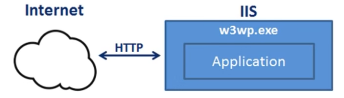 Internet
IIS
w3wp.exe
HTTP
Application